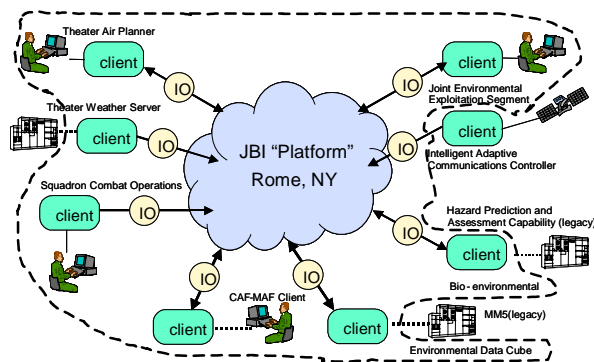 Theater Air Planner
client
IO
client
IO
Joint Environmental
Exploitation Segment
Theater Weather Server
client
IO
JBI "Platform"
Rome, NY
IO
client
Intelligent Adaptive
Communications Controller
Squadron Combat Operations
client
IO
IO
Hazard Prediction and
Assessment Capability (legacy)
client
Bio-environmental
IO
IO
CAF-MAF Client
client
client
MM5(legacy)
Environmental Data Cube